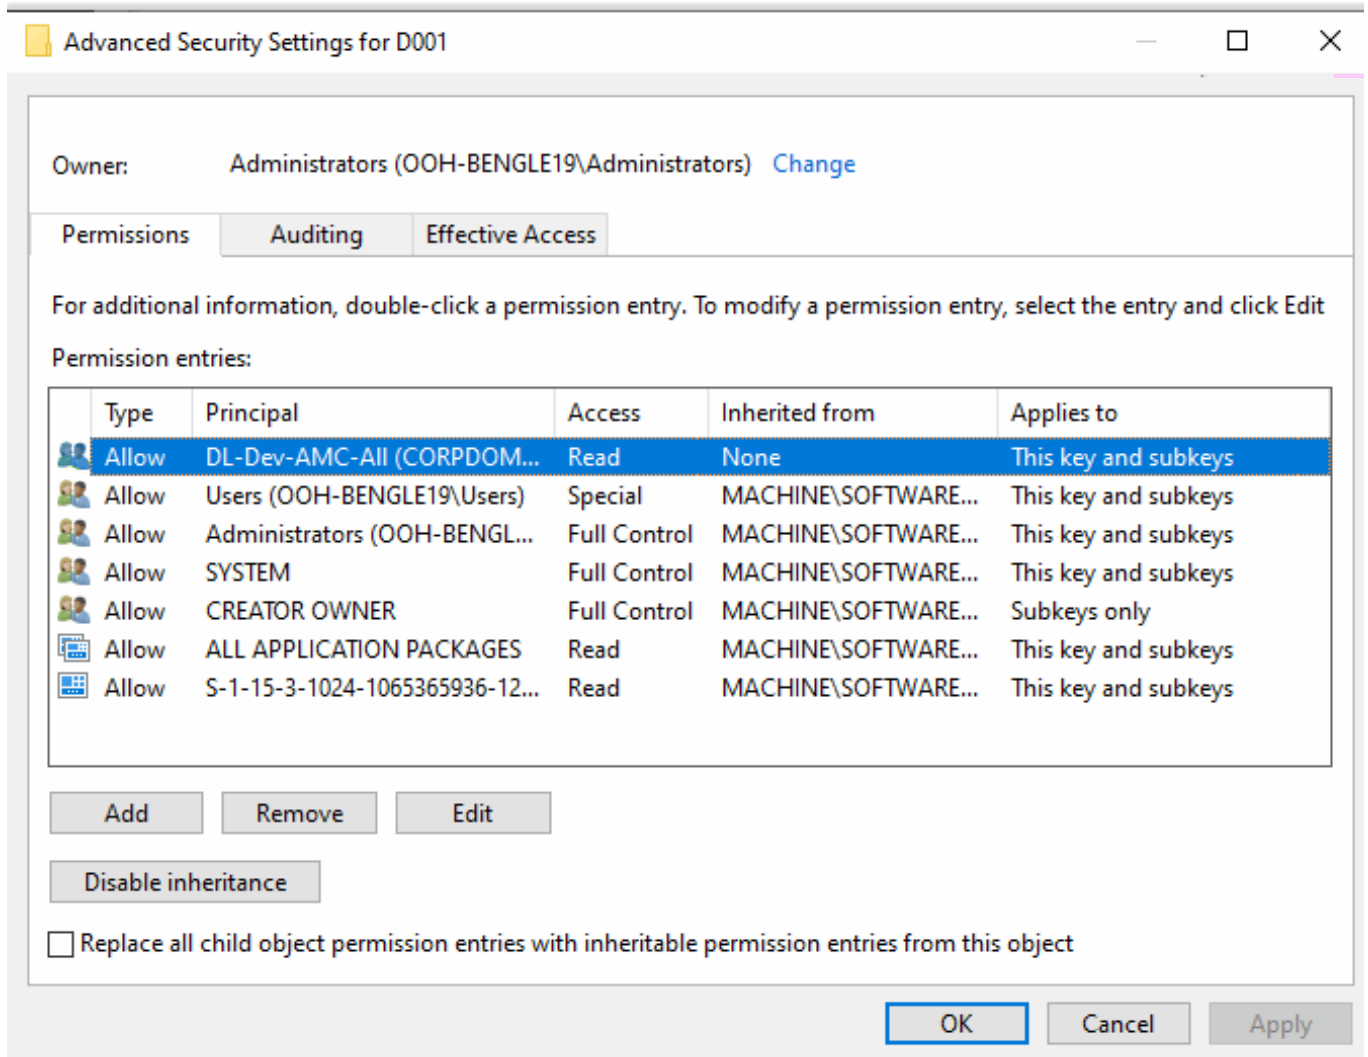 Advanced Security Settings for D001
Owner: Administrators (OOH-BENGLE19\Administrators) Change
Permissions Auditing Effective Access
For additional information, double-click a permission entry. To modify a permission entry, select the entry and click Edit
Permission entries:
Type Principal Access Inherited from Applies to
Allow DL-Dev-AMC-All (CORPDOM... Read None This key and subkeys
Allow Users (OOH-BENGLE19\Users) Special MACHINE\SOFTWARE... This key and subkeys
Allow Administrators (OOH-BENGL... Full Control MACHINE\SOFTWARE... This key and subkeys
Allow SYSTEM Full Control MACHINE\SOFTWARE... This key and subkeys
Allow CREATOR OWNER Full Control MACHINE\SOFTWARE... Subkeys only
Allow ALL APPLICATION PACKAGES Read MACHINE\SOFTWARE... This key and subkeys
Allow S-1-15-3-1024-1065365936-12... Read MACHINE\SOFTWARE... This key and subkeys
Add Remove Edit
Disable inheritance
Replace all child object permission entries with inheritable permission entries from this object
OK Cancel Apply